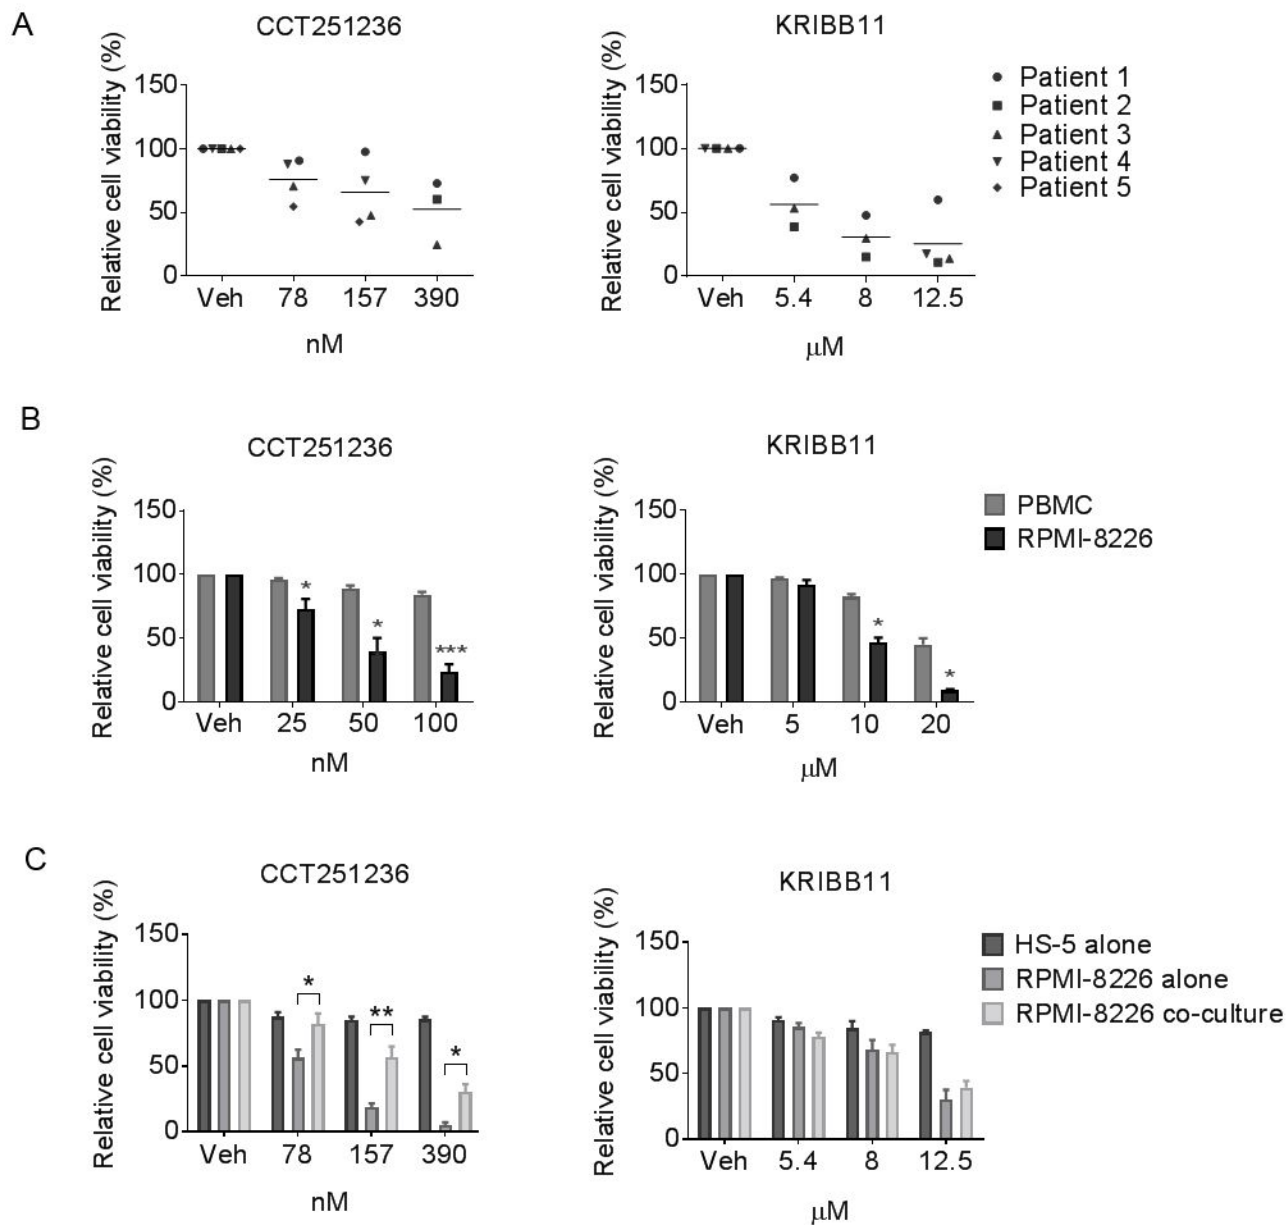 A
CCT251236
KRIBB11
Relative cell viability (%)
150
100
50
0
Veh 78 157 390
nM
Relative cell viability (%)
150
100
50
0
Veh 5.4 8 12.5
μM
Patient 1
Patient 2
Patient 3
Patient 4
Patient 5
B
CCT251236
KRIBB11
Relative cell viability (%)
150
100
50
0
* * ***
Veh 25 50 100
nM
Relative cell viability (%)
150
100
50
0
* *
Veh 5 10 20
μM
PBMC
RPMI-8226
C
CCT251236
KRIBB11
Relative cell viability (%)
150
100
50
0
* ** *
Veh 78 157 390
nM
Relative cell viability (%)
150
100
50
0
Veh 5.4 8 12.5
μM
HS-5 alone
RPMI-8226 alone
RPMI-8226 co-culture